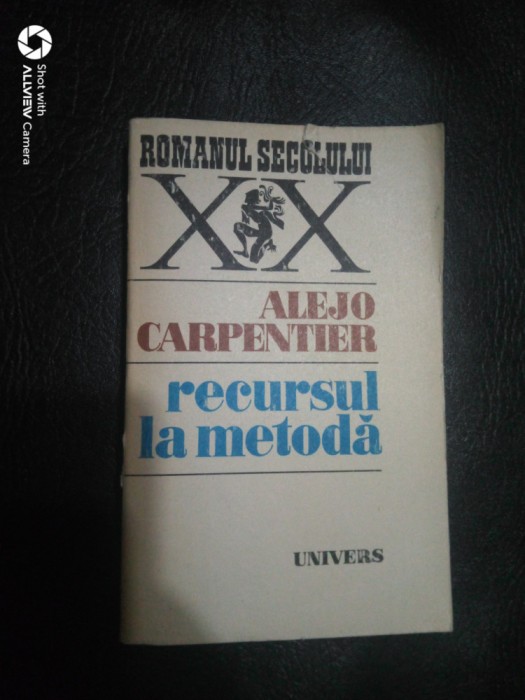 Shot with
ALLVIEW Camera
ROMANUL SECOLULUI
XX
ALEJO
CARPENTIER
recursul
la metodă
UNIVERS